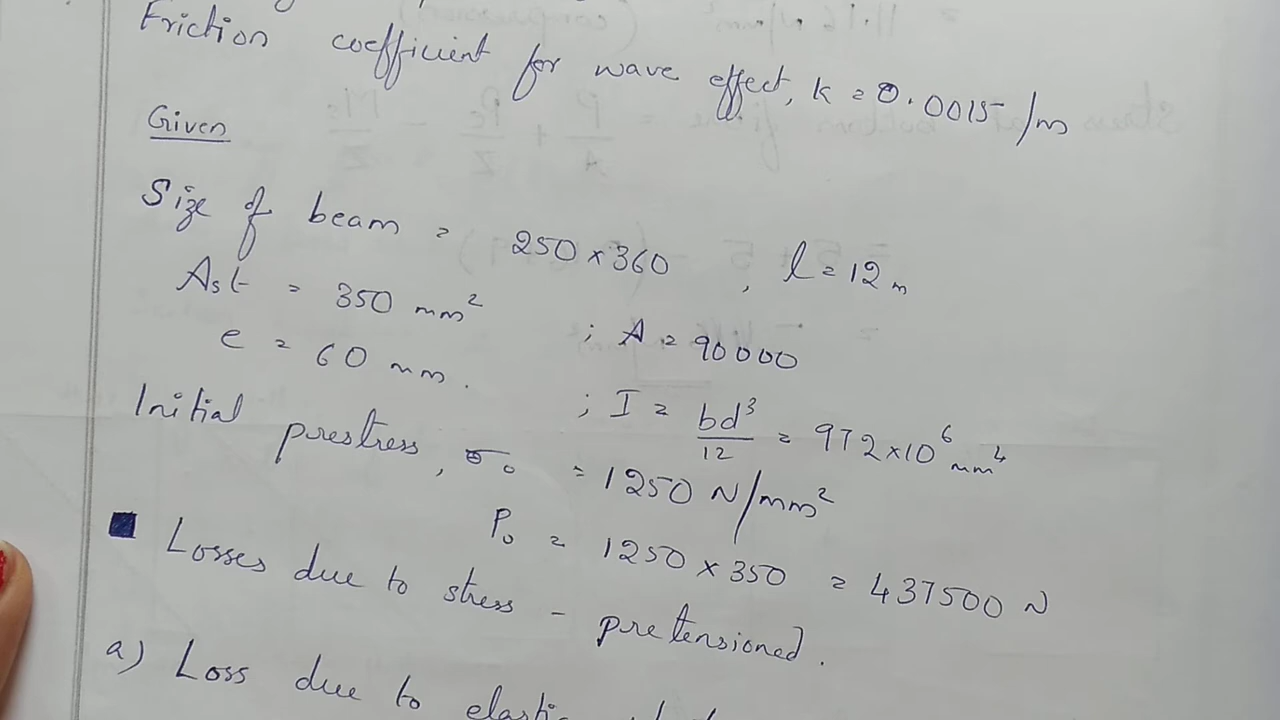 Friction coefficient for wave effect, k = 0.0015 /m
Given
Size of beam = 250 × 360 , l = 12 m
Ast = 350 mm² ; A = 90000
e = 60 mm. ; I = bd³/12 = 972 × 10⁶ mm⁴
Initial prestress, σ₀ = 1250 N/mm²
P₀ = 1250 × 350 = 437500 N
Losses due to stress - pretensioned.
a) Loss due to elastic